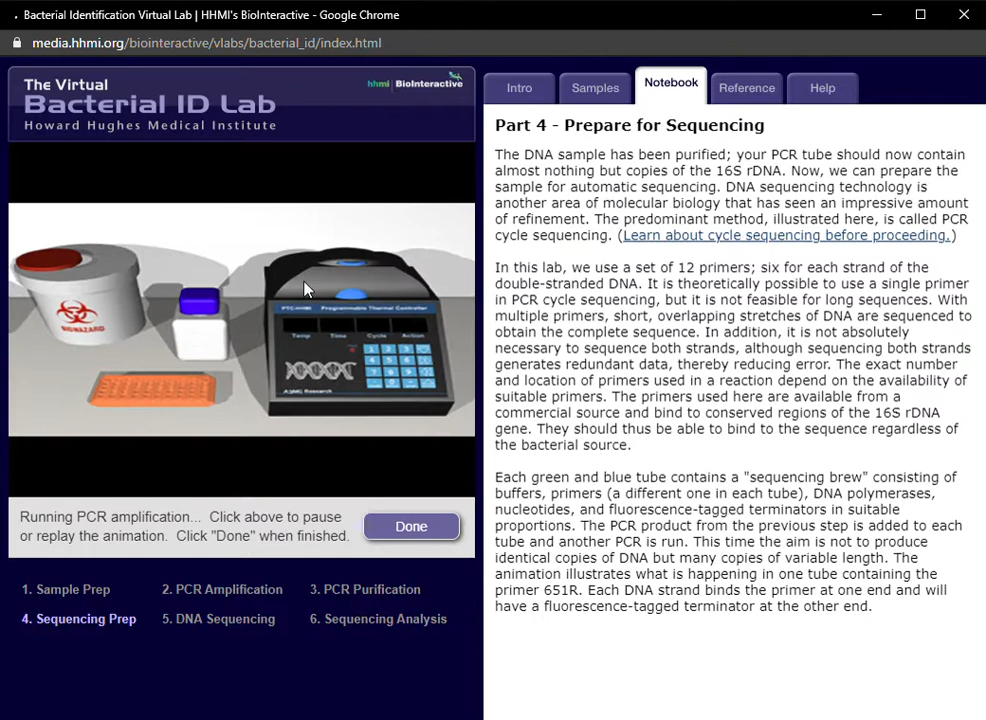 Bacterial Identification Virtual Lab | HHMI's BioInteractive - Google Chrome
media.hhmi.org/biointeractive/vlabs/bacterial_id/index.html
The Virtual
Bacterial ID Lab
Howard Hughes Medical Institute
hhmi | BioInteractive
Intro
Samples
Notebook
Reference
Help
BIOHAZARD
Programmable Thermal Controller
Temp Time Cycle Action
Running PCR amplification... Click above to pause
or replay the animation. Click "Done" when finished.
Done
1. Sample Prep
2. PCR Amplification
3. PCR Purification
4. Sequencing Prep
5. DNA Sequencing
6. Sequencing Analysis
Part 4 - Prepare for Sequencing
The DNA sample has been purified; your PCR tube should now contain
almost nothing but copies of the 16S rDNA. Now, we can prepare the
sample for automatic sequencing. DNA sequencing technology is
another area of molecular biology that has seen an impressive amount
of refinement. The predominant method, illustrated here, is called PCR
cycle sequencing. (Learn about cycle sequencing before proceeding.)
In this lab, we use a set of 12 primers; six for each strand of the
double-stranded DNA. It is theoretically possible to use a single primer
in PCR cycle sequencing, but it is not feasible for long sequences. With
multiple primers, short, overlapping stretches of DNA are sequenced to
obtain the complete sequence. In addition, it is not absolutely
necessary to sequence both strands, although sequencing both strands
generates redundant data, thereby reducing error. The exact number
and location of primers used in a reaction depend on the availability of
suitable primers. The primers used here are available from a
commercial source and bind to conserved regions of the 16S rDNA
gene. They should thus be able to bind to the sequence regardless of
the bacterial source.
Each green and blue tube contains a "sequencing brew" consisting of
buffers, primers (a different one in each tube), DNA polymerases,
nucleotides, and fluorescence-tagged terminators in suitable
proportions. The PCR product from the previous step is added to each
tube and another PCR is run. This time the aim is not to produce
identical copies of DNA but many copies of variable length. The
animation illustrates what is happening in one tube containing the
primer 651R. Each DNA strand binds the primer at one end and will
have a fluorescence-tagged terminator at the other end.